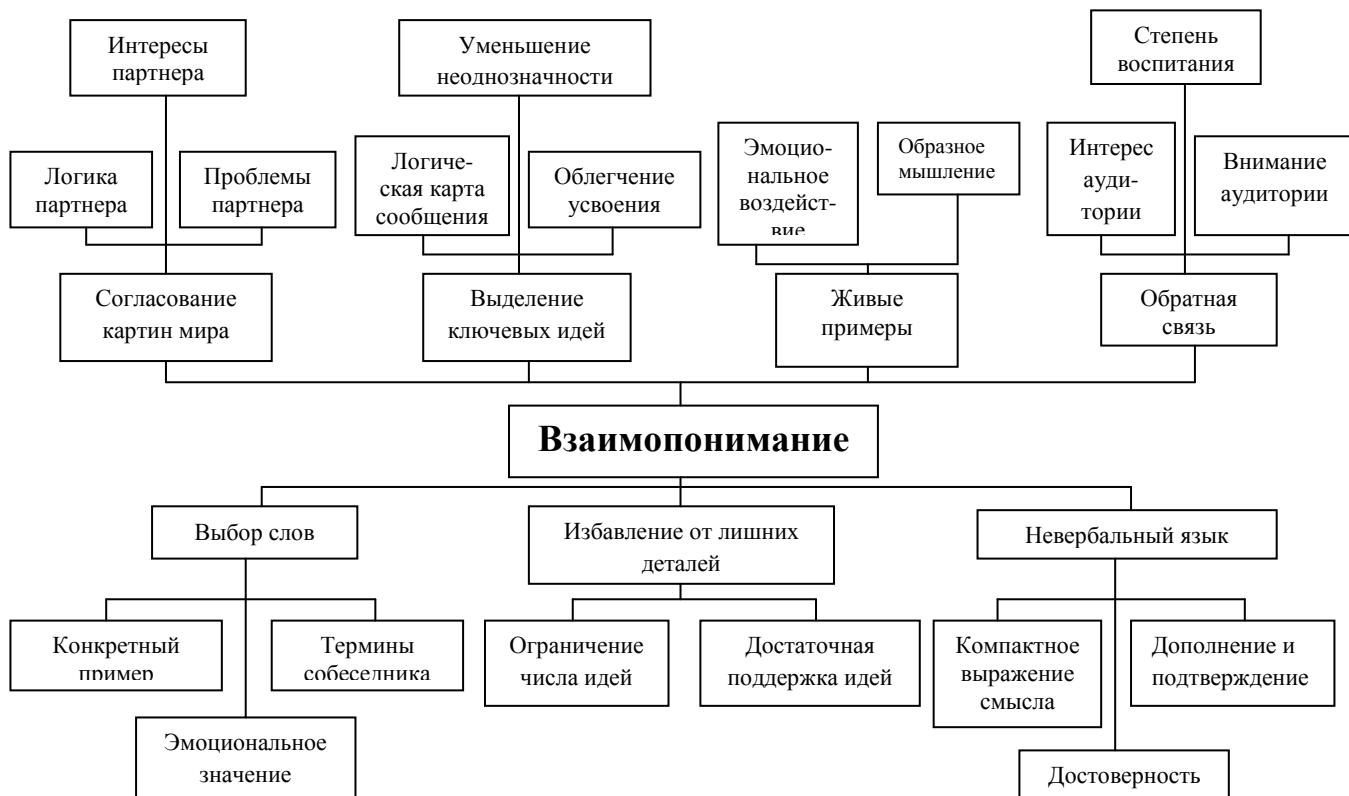 Интересы
партнера
Уменьшение
неоднозначности
Степень
воспитания
Логика
партнера
Проблемы
партнера
Логиче-
ская карта
сообщения
Облегчение
усвоения
Эмоцио-
нальное
воздейст-
вие
Образное
мышление
Интерес
ауди-
тории
Внимание
аудитории
Согласование
картин мира
Выделение
ключевых идей
Живые
примеры
Обратная
связь
Взаимопонимание
Выбор слов
Избавление от лишних
деталей
Невербальный язык
Конкретный
пример
Термины
собеседника
Ограничение
числа идей
Достаточная
поддержка идей
Компактное
выражение
смысла
Дополнение и
подтверждение
Эмоциональное
значение
Достоверность